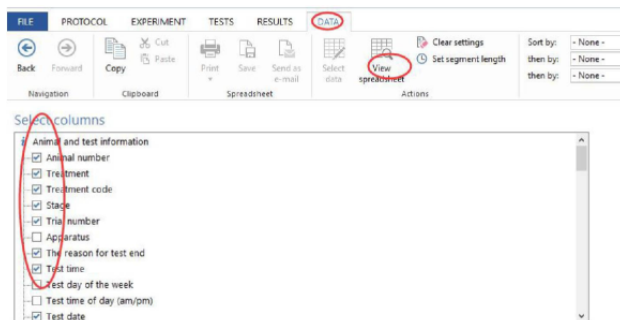 FILE PROTOCOL EXPERIMENT TESTS RESULTS DATA
Back Forward Copy Cut Paste Print Save Send as e-mail Select data View spreadsheet Clear settings Set segment length Sort by: - None -
then by: - None -
then by: - None -
Navigation Clipboard Spreadsheet Actions
Select columns
Animal and test information
Animal number
Treatment
Treatment code
Stage
Trial number
Apparatus
The reason for test end
Test time
Test day of the week
Test time of day (am/pm)
Test date